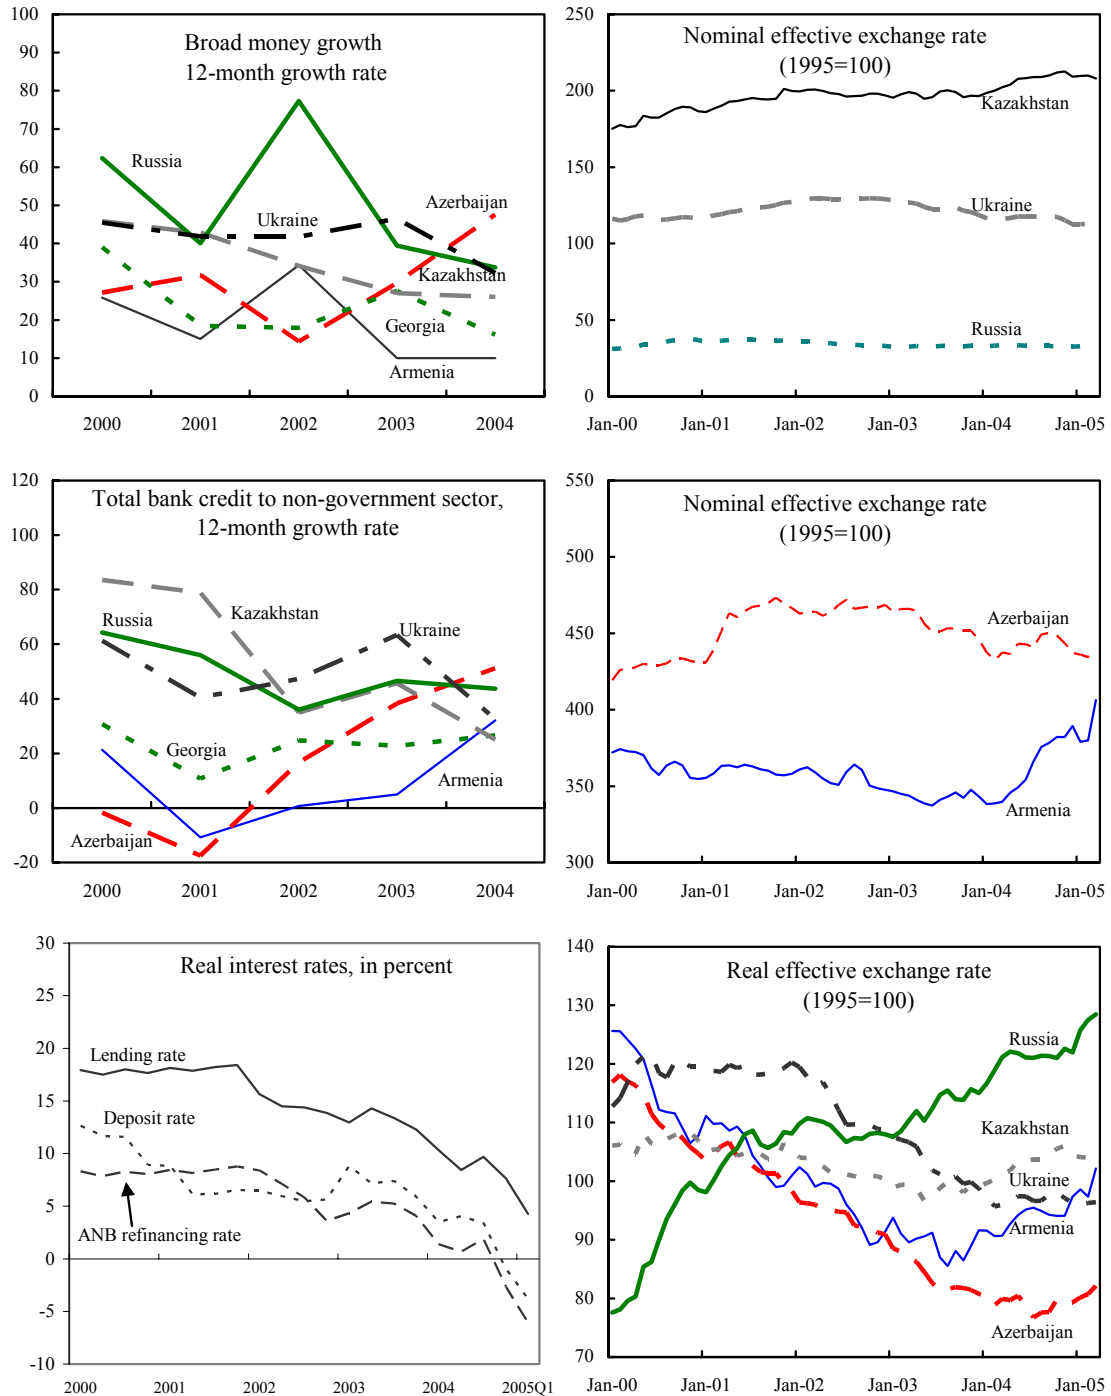 Broad money growth
12-month growth rate
100
90
80
70
60
50
40
30
20
10
0
Russia
Ukraine
Azerbaijan
Kazakhstan
Georgia
Armenia
2000 2001 2002 2003 2004
Nominal effective exchange rate
(1995=100)
250
200
150
100
50
0
Kazakhstan
Ukraine
Russia
Jan-00 Jan-01 Jan-02 Jan-03 Jan-04 Jan-05
Total bank credit to non-government sector,
12-month growth rate
120
100
80
60
40
20
0
-20
Russia
Kazakhstan
Ukraine
Georgia
Armenia
Azerbaijan
2000 2001 2002 2003 2004
Nominal effective exchange rate
(1995=100)
550
500
450
400
350
300
Azerbaijan
Armenia
Jan-00 Jan-01 Jan-02 Jan-03 Jan-04 Jan-05
Real interest rates, in percent
30
25
20
15
10
5
0
-5
-10
Lending rate
Deposit rate
ANB refinancing rate
2000 2001 2002 2003 2004 2005Q1
Real effective exchange rate
(1995=100)
140
130
120
110
100
90
80
70
Russia
Kazakhstan
Ukraine
Armenia
Azerbaijan
Jan-00 Jan-01 Jan-02 Jan-03 Jan-04 Jan-05